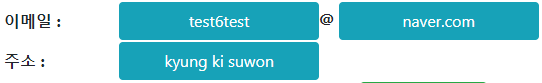 이메일 : test6test @ naver.com
주소 : kyung ki suwon